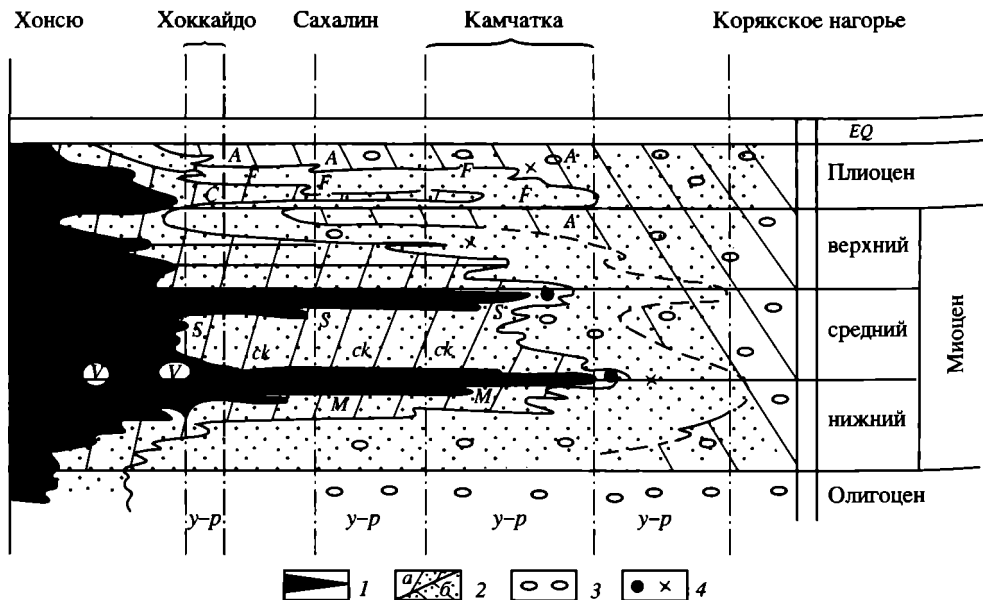 Хонсю Хоккайдо Сахалин Камчатка Корякское нагорье
EQ
A A A
Плиоцен
F F F
C F
A
верхний
S S S
средний
Миоцен
ck ck ck
V V
M M
нижний
Олигоцен
у–р у–р у–р у–р
1 а б 2 3 4